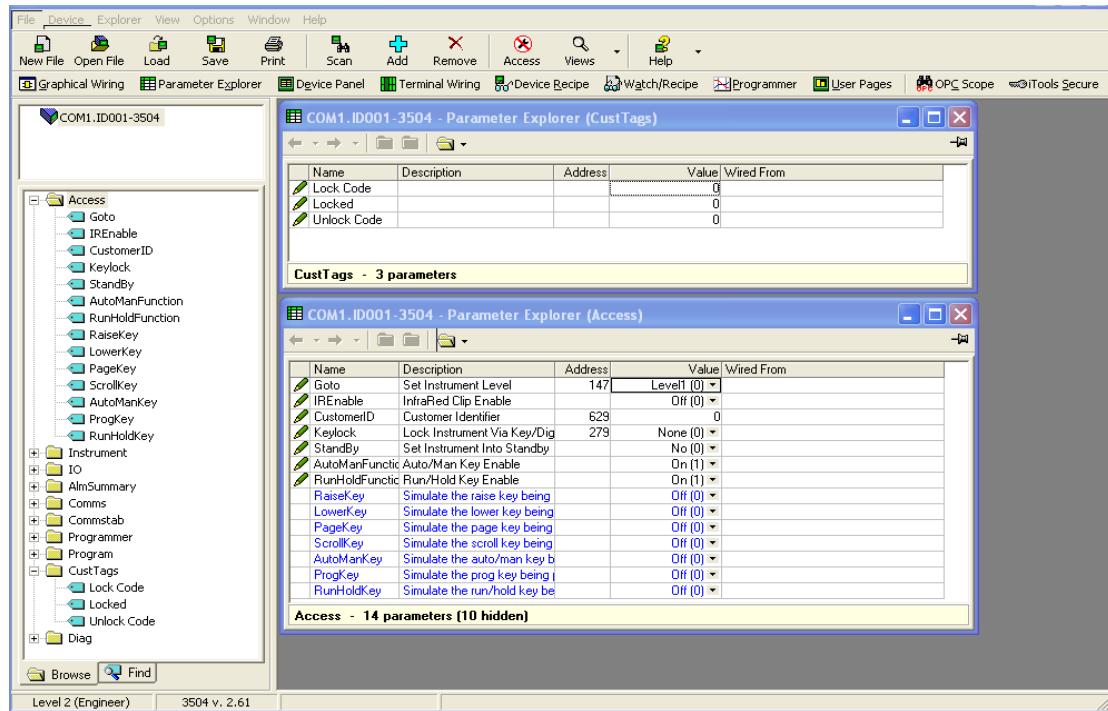 File Device Explorer View Options Window Help
New File Open File Load Save Print Scan Add Remove Access Views Help
Graphical Wiring Parameter Explorer Device Panel Terminal Wiring Device Recipe Watch/Recipe Programmer User Pages OPC Scope iTools Secure
COM1.ID001-3504
Access
Goto
IREnable
CustomerID
Keylock
StandBy
AutoManFunction
RunHoldFunction
RaiseKey
LowerKey
PageKey
ScrollKey
AutoManKey
ProgKey
RunHoldKey
Instrument
IO
AlmSummary
Comms
Commstab
Programmer
Program
CustTags
Lock Code
Locked
Unlock Code
Diag
Browse Find
COM1.ID001-3504 - Parameter Explorer (CustTags)
Name Description Address Value Wired From
Lock Code 0
Locked 0
Unlock Code 0
CustTags - 3 parameters
COM1.ID001-3504 - Parameter Explorer (Access)
Name Description Address Value Wired From
Goto Set Instrument Level 147 Level1 (0)
IREnable InfraRed Clip Enable Off (0)
CustomerID Customer Identifier 629 0
Keylock Lock Instrument Via Key/Dig 279 None (0)
StandBy Set Instrument Into Standby No (0)
AutoManFunctic Auto/Man Key Enable On (1)
RunHoldFunctic Run/Hold Key Enable On (1)
RaiseKey Simulate the raise key being Off (0)
LowerKey Simulate the lower key being Off (0)
PageKey Simulate the page key being Off (0)
ScrollKey Simulate the scroll key being Off (0)
AutoManKey Simulate the auto/man key b Off (0)
ProgKey Simulate the prog key being Off (0)
RunHoldKey Simulate the run/hold key be Off (0)
Access - 14 parameters (10 hidden)
Level 2 (Engineer) 3504 v. 2.61